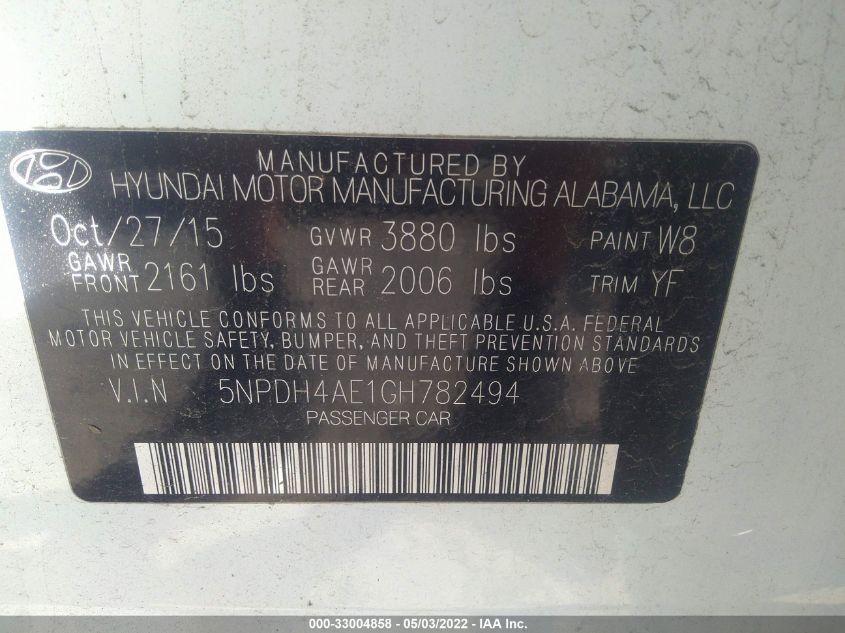 MANUFACTURED BY
HYUNDAI MOTOR MANUFACTURING ALABAMA, LLC
Oct/27/15 GVWR 3880 lbs PAINT W8
GAWR FRONT 2161 lbs GAWR REAR 2006 lbs TRIM YF
THIS VEHICLE CONFORMS TO ALL APPLICABLE U.S.A. FEDERAL
MOTOR VEHICLE SAFETY, BUMPER, AND THEFT PREVENTION STANDARDS
IN EFFECT ON THE DATE OF MANUFACTURE SHOWN ABOVE.
V.I.N 5NPDH4AE1GH782494
PASSENGER CAR
000-33004858 - 05/03/2022 - IAA Inc.